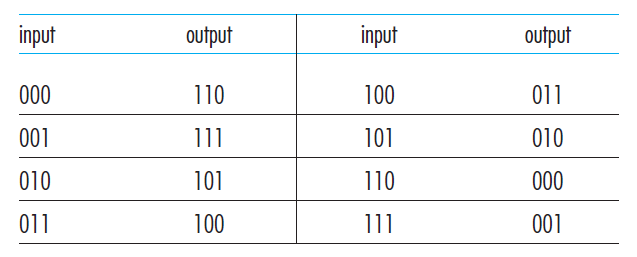 input output input output
000 110 100 011
001 111 101 010
010 101 110 000
011 100 111 001